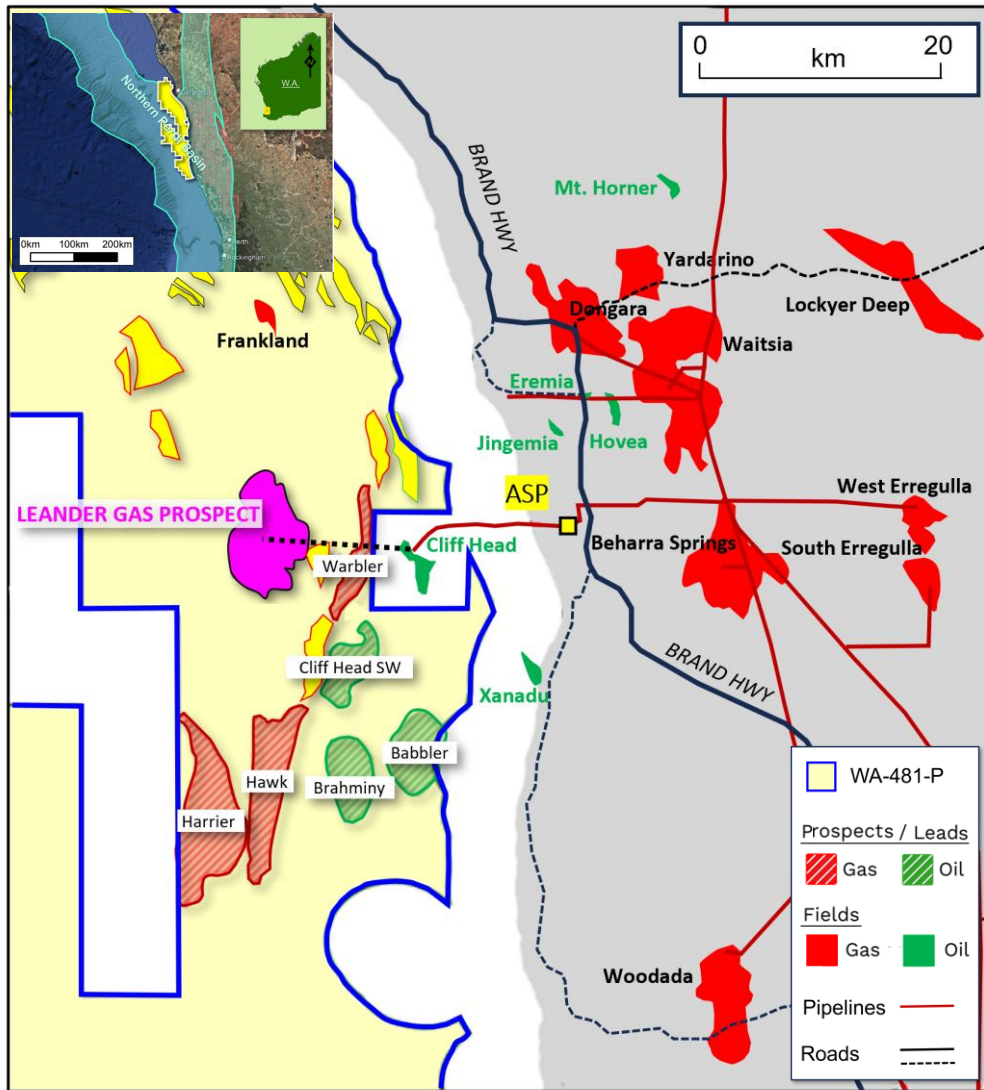 Northern Perth Basin
Geraldton
Perth
Rockingham
0km 100km 200km
W.A.
N
0 20
km
BRAND HWY
Mt. Horner
Yardarino
Dongara
Lockyer Deep
Frankland
Waitsia
Eremia
Jingemia
Hovea
LEANDER GAS PROSPECT
ASP
West Erregulla
Cliff Head
Beharra Springs
South Erregulla
Warbler
Cliff Head SW
BRAND HWY
Xanadu
Babbler
Hawk
Brahminy
Harrier
Woodada
WA-481-P
Prospects / Leads
Gas
Oil
Fields
Gas
Oil
Pipelines
Roads